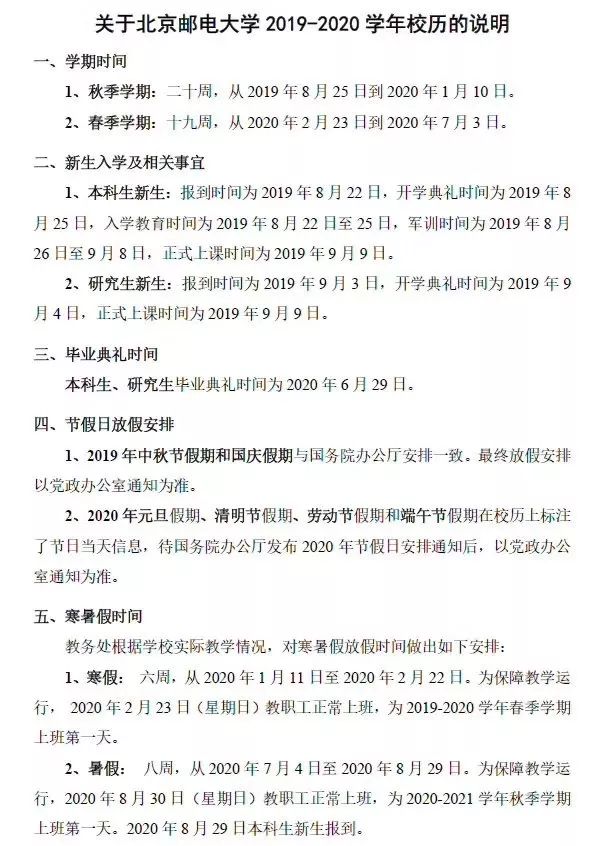 关于北京邮电大学 2019-2020 学年校历的说明
一、学期时间
1、秋季学期：二十周，从 2019 年 8 月 25 日到 2020 年 1 月 10 日。
2、春季学期：十九周，从 2020 年 2 月 23 日到 2020 年 7 月 3 日。
二、新生入学及相关事宜
1、本科生新生：报到时间为 2019 年 8 月 22 日，开学典礼时间为 2019 年 8
月 25 日，入学教育时间为 2019 年 8 月 22 日至 25 日，军训时间为 2019 年 8 月
26 日至 9 月 8 日，正式上课时间为 2019 年 9 月 9 日。
2、研究生新生：报到时间为 2019 年 9 月 3 日，开学典礼时间为 2019 年 9
月 4 日，正式上课时间为 2019 年 9 月 9 日。
三、毕业典礼时间
本科生、研究生毕业典礼时间为 2020 年 6 月 29 日。
四、节假日放假安排
1、2019 年中秋节假期和国庆假期与国务院办公厅安排一致。最终放假安排
以党政办公室通知为准。
2、2020 年元旦假期、清明节假期、劳动节假期和端午节假期在校历上标注
了节日当天信息，待国务院办公厅发布 2020 年节假日安排通知后，以党政办公
室通知为准。
五、寒暑假时间
教务处根据学校实际教学情况，对寒暑假放假时间做出如下安排：
1、寒假： 六周，从 2020 年 1 月 11 日至 2020 年 2 月 22 日。为保障教学运
行， 2020 年 2 月 23 日（星期日）教职工正常上班，为 2019-2020 学年春季学期
上班第一天。
2、暑假： 八周，从 2020 年 7 月 4 日至 2020 年 8 月 29 日。为保障教学运
行，2020 年 8 月 30 日（星期日）教职工正常上班，为 2020-2021 学年秋季学期
上班第一天。2020 年 8 月 29 日本科生新生报到。